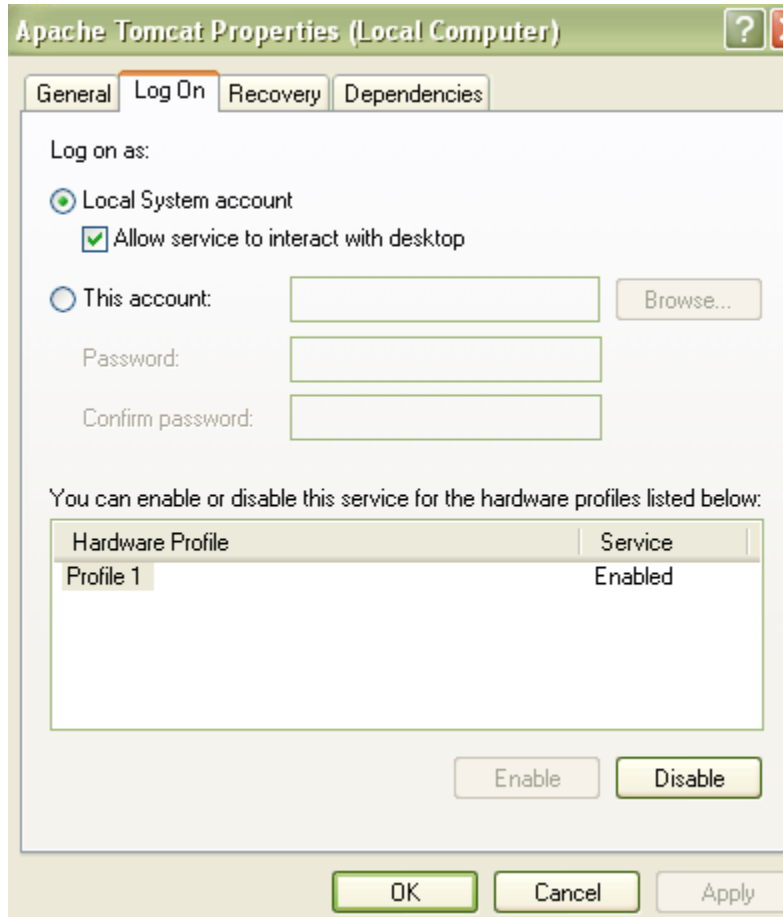 Apache Tomcat Properties (Local Computer)
General Log On Recovery Dependencies
Log on as:
Local System account
Allow service to interact with desktop
This account: Browse...
Password:
Confirm password:
You can enable or disable this service for the hardware profiles listed below:
Hardware Profile Service
Profile 1 Enabled
Enable Disable
OK Cancel Apply